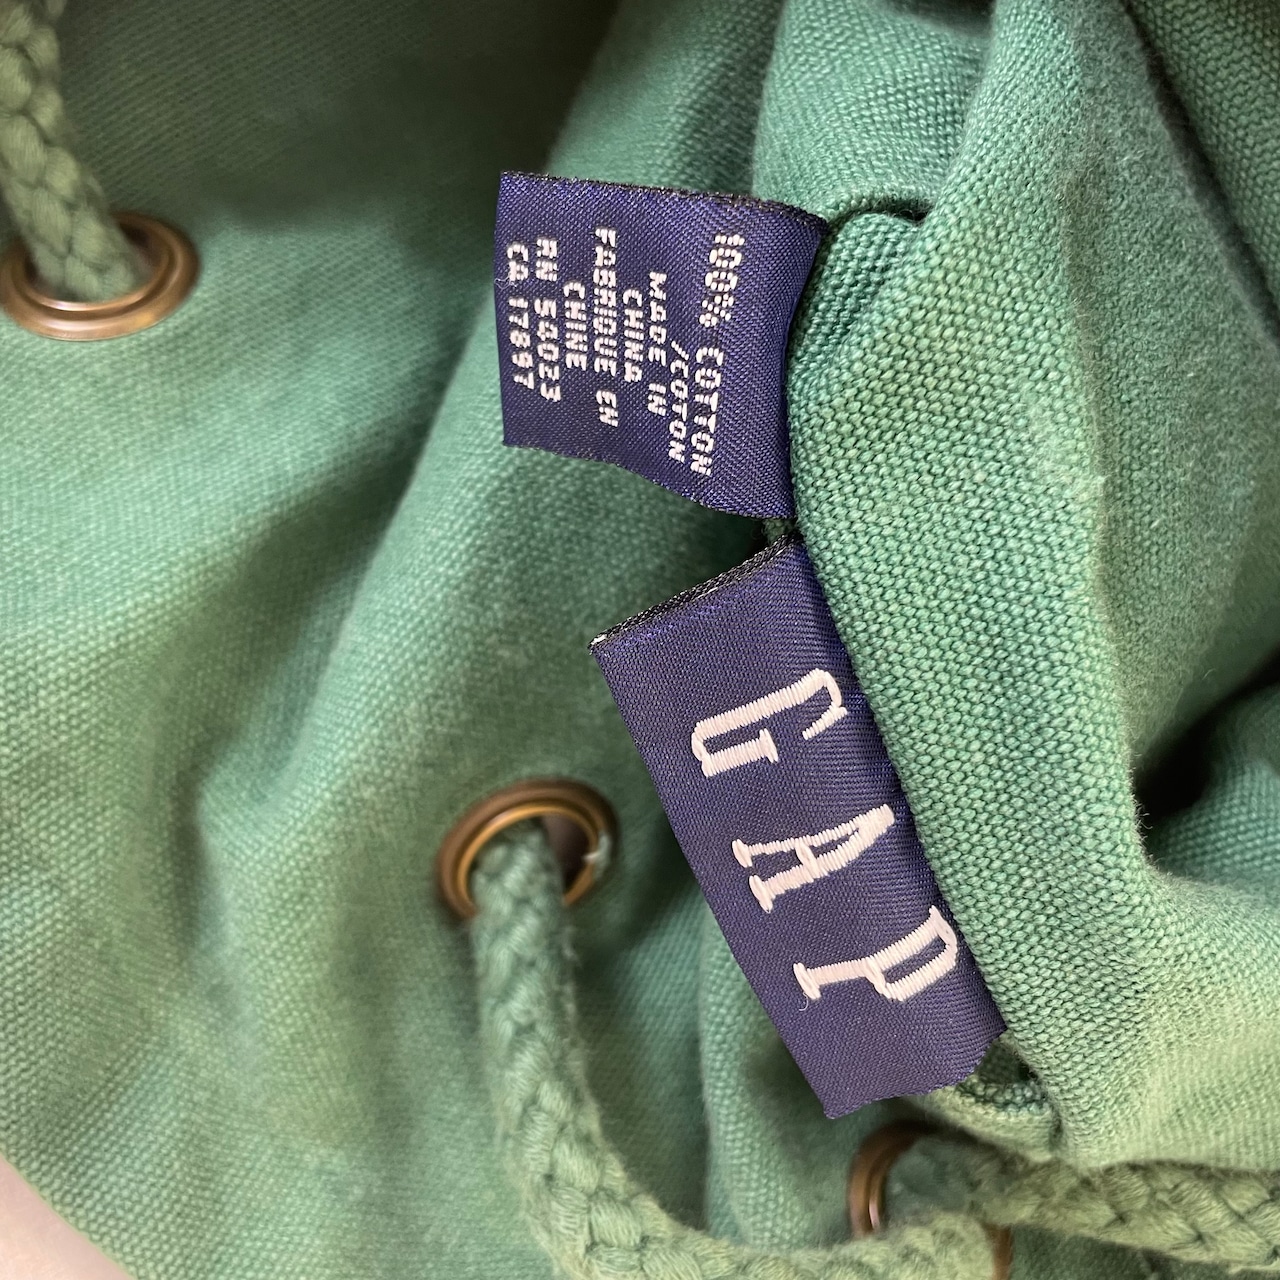 100% COTTON
/COTON
MADE IN
CHINA
FABRIQUE EN
CHINE
RN 54023
CA 17897
GAP